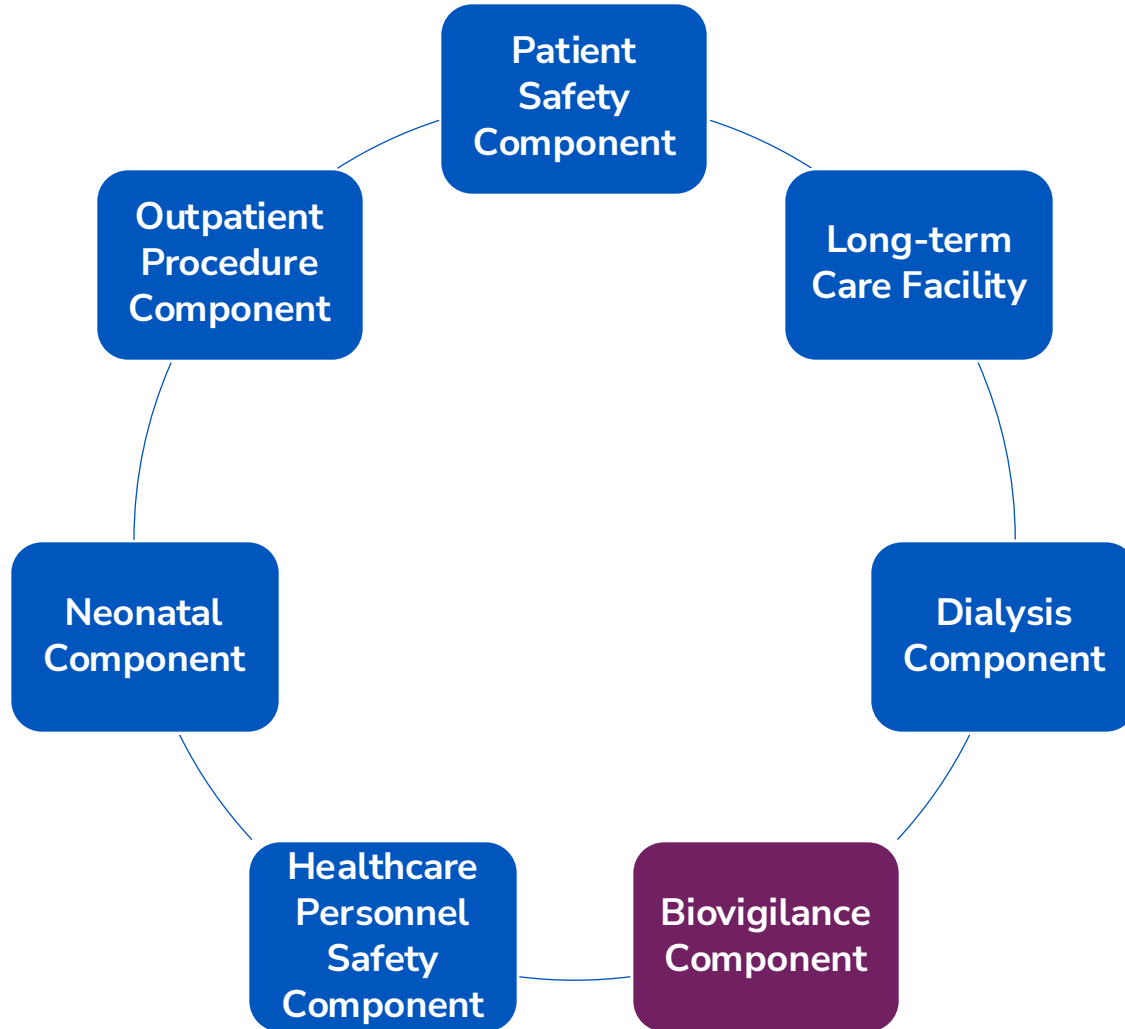 Patient
Safety
Component
Outpatient
Procedure
Component
Long-term
Care Facility
Neonatal
Component
Dialysis
Component
Healthcare
Personnel
Safety
Component
Biovigilance
Component